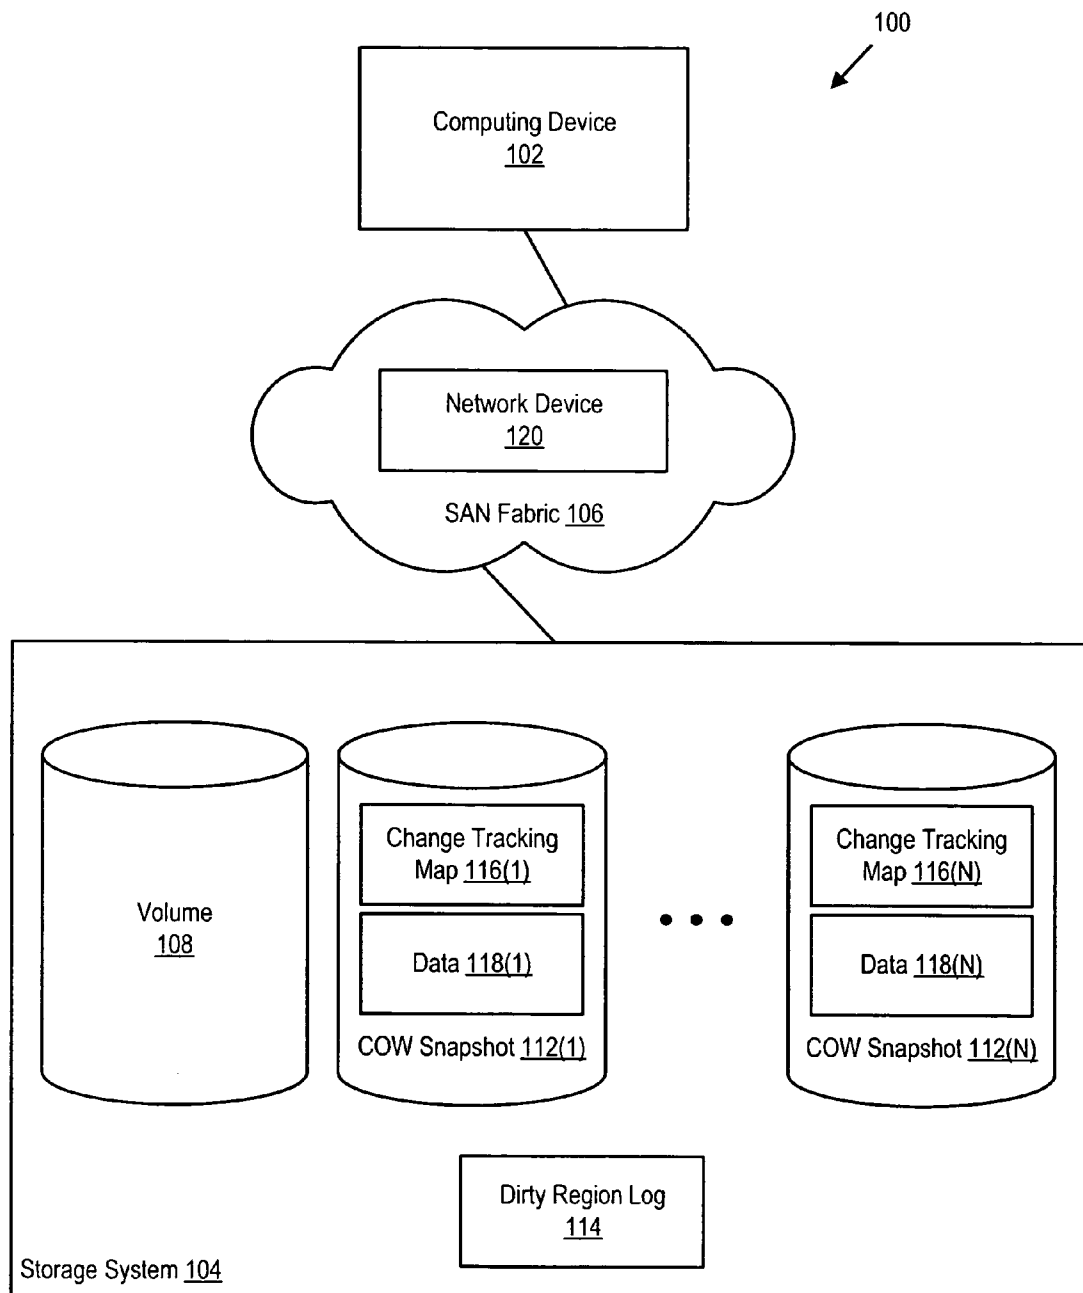 100
Computing Device
102
Network Device
120
SAN Fabric 106
Volume
108
Change Tracking
Map 116(1)
Data 118(1)
COW Snapshot 112(1)
Change Tracking
Map 116(N)
Data 118(N)
COW Snapshot 112(N)
Dirty Region Log
114
Storage System 104